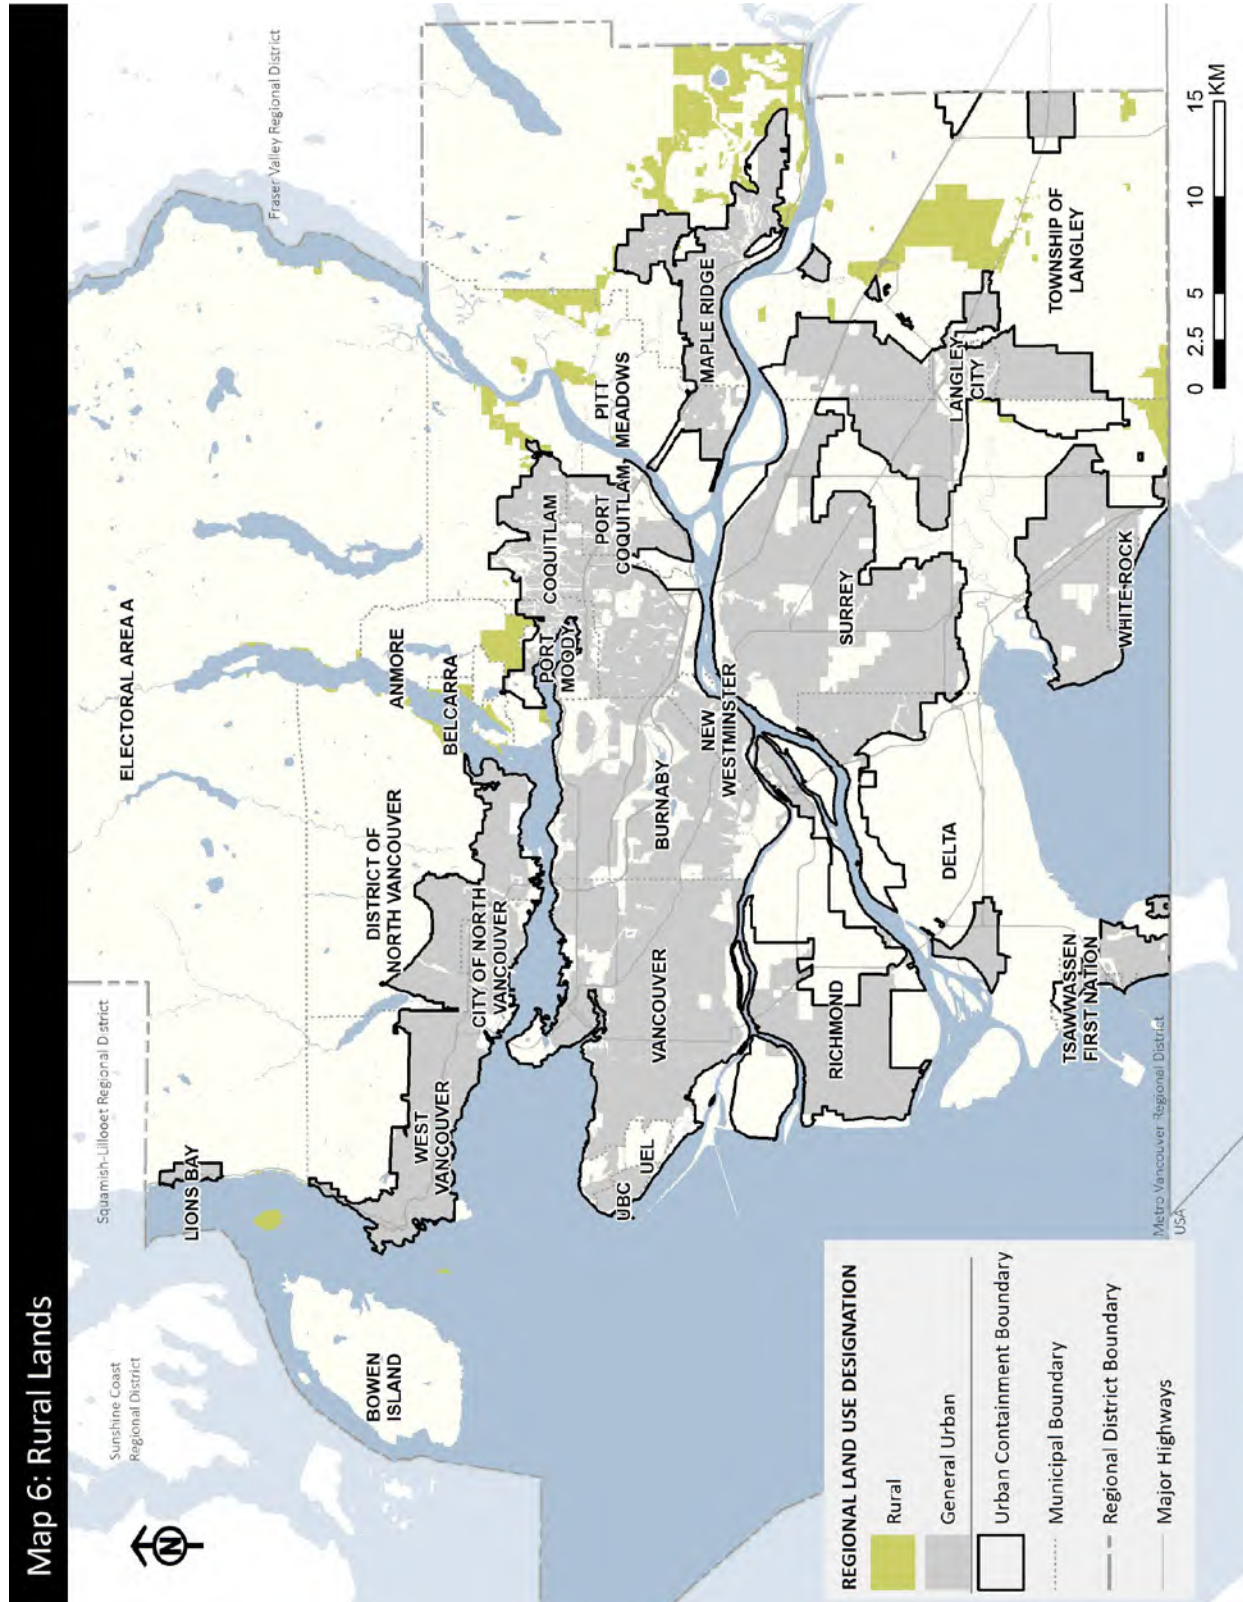 Map 6: Rural Lands
N
Sunshine Coast
Regional District
Squamish-Lillooet Regional District
Fraser Valley Regional District
ELECTORAL AREA A
LIONS BAY
BOWEN
ISLAND
WEST
VANCOUVER
DISTRICT OF
NORTH VANCOUVER
CITY OF NORTH
VANCOUVER
ANMORE
BELCARRA
PORT
MOODY
COQUITLAM
PORT
COQUITLAM
PITT
MEADOWS
MAPLE RIDGE
UBC
UEL
VANCOUVER
BURNABY
NEW
WESTMINSTER
RICHMOND
SURREY
DELTA
LANGLEY
CITY
TOWNSHIP OF
LANGLEY
WHITE ROCK
TSAWWASSEN
FIRST NATION
Metro Vancouver Regional District
USA
REGIONAL LAND USE DESIGNATION
Rural
General Urban
Urban Containment Boundary
Municipal Boundary
Regional District Boundary
Major Highways
0 2.5 5 10 15
KM